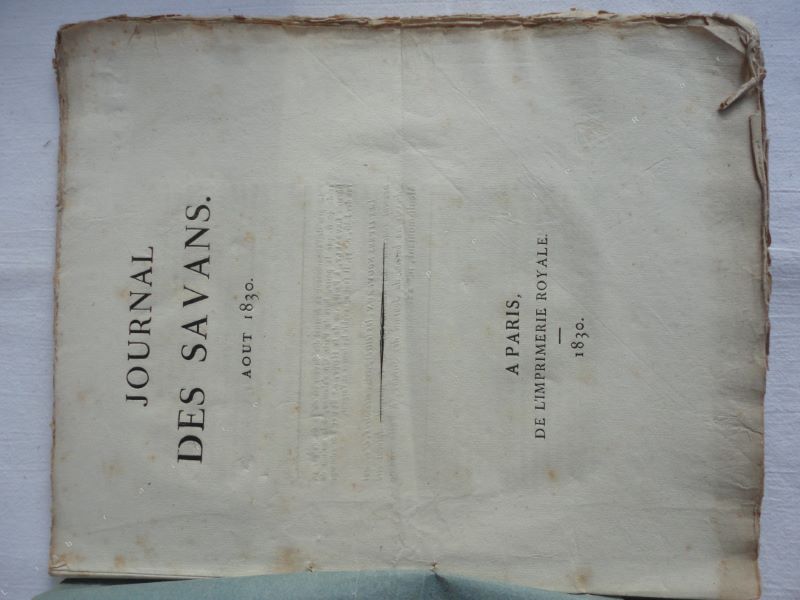 JOURNAL
DES SAVANS.
AOUT 1830.
A PARIS,
DE L'IMPRIMERIE ROYALE.
1830.